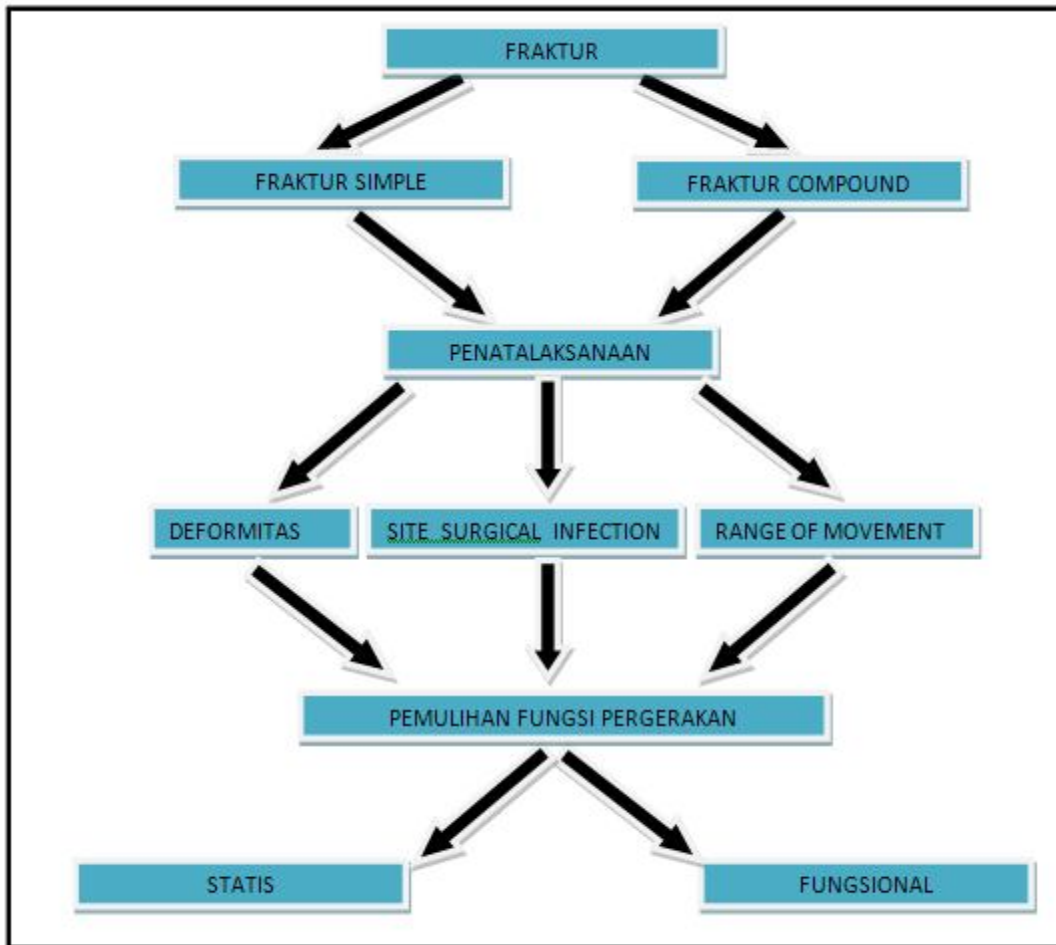 FRAKTUR
FRAKTUR SIMPLE
FRAKTUR COMPOUND
PENATALAKSANAAN
DEFORMITAS
SITE SURGICAL INFECTION
RANGE OF MOVEMENT
PEMULIHAN FUNGSI PERGERAKAN
STATIS
FUNGSIONAL